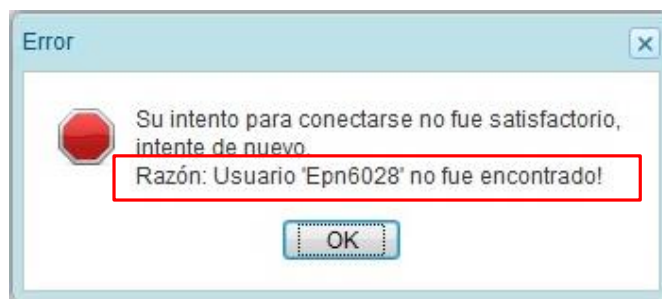 Error
Su intento para conectarse no fue satisfactorio,
intente de nuevo.
Razón: Usuario 'Epn6028' no fue encontrado!
OK